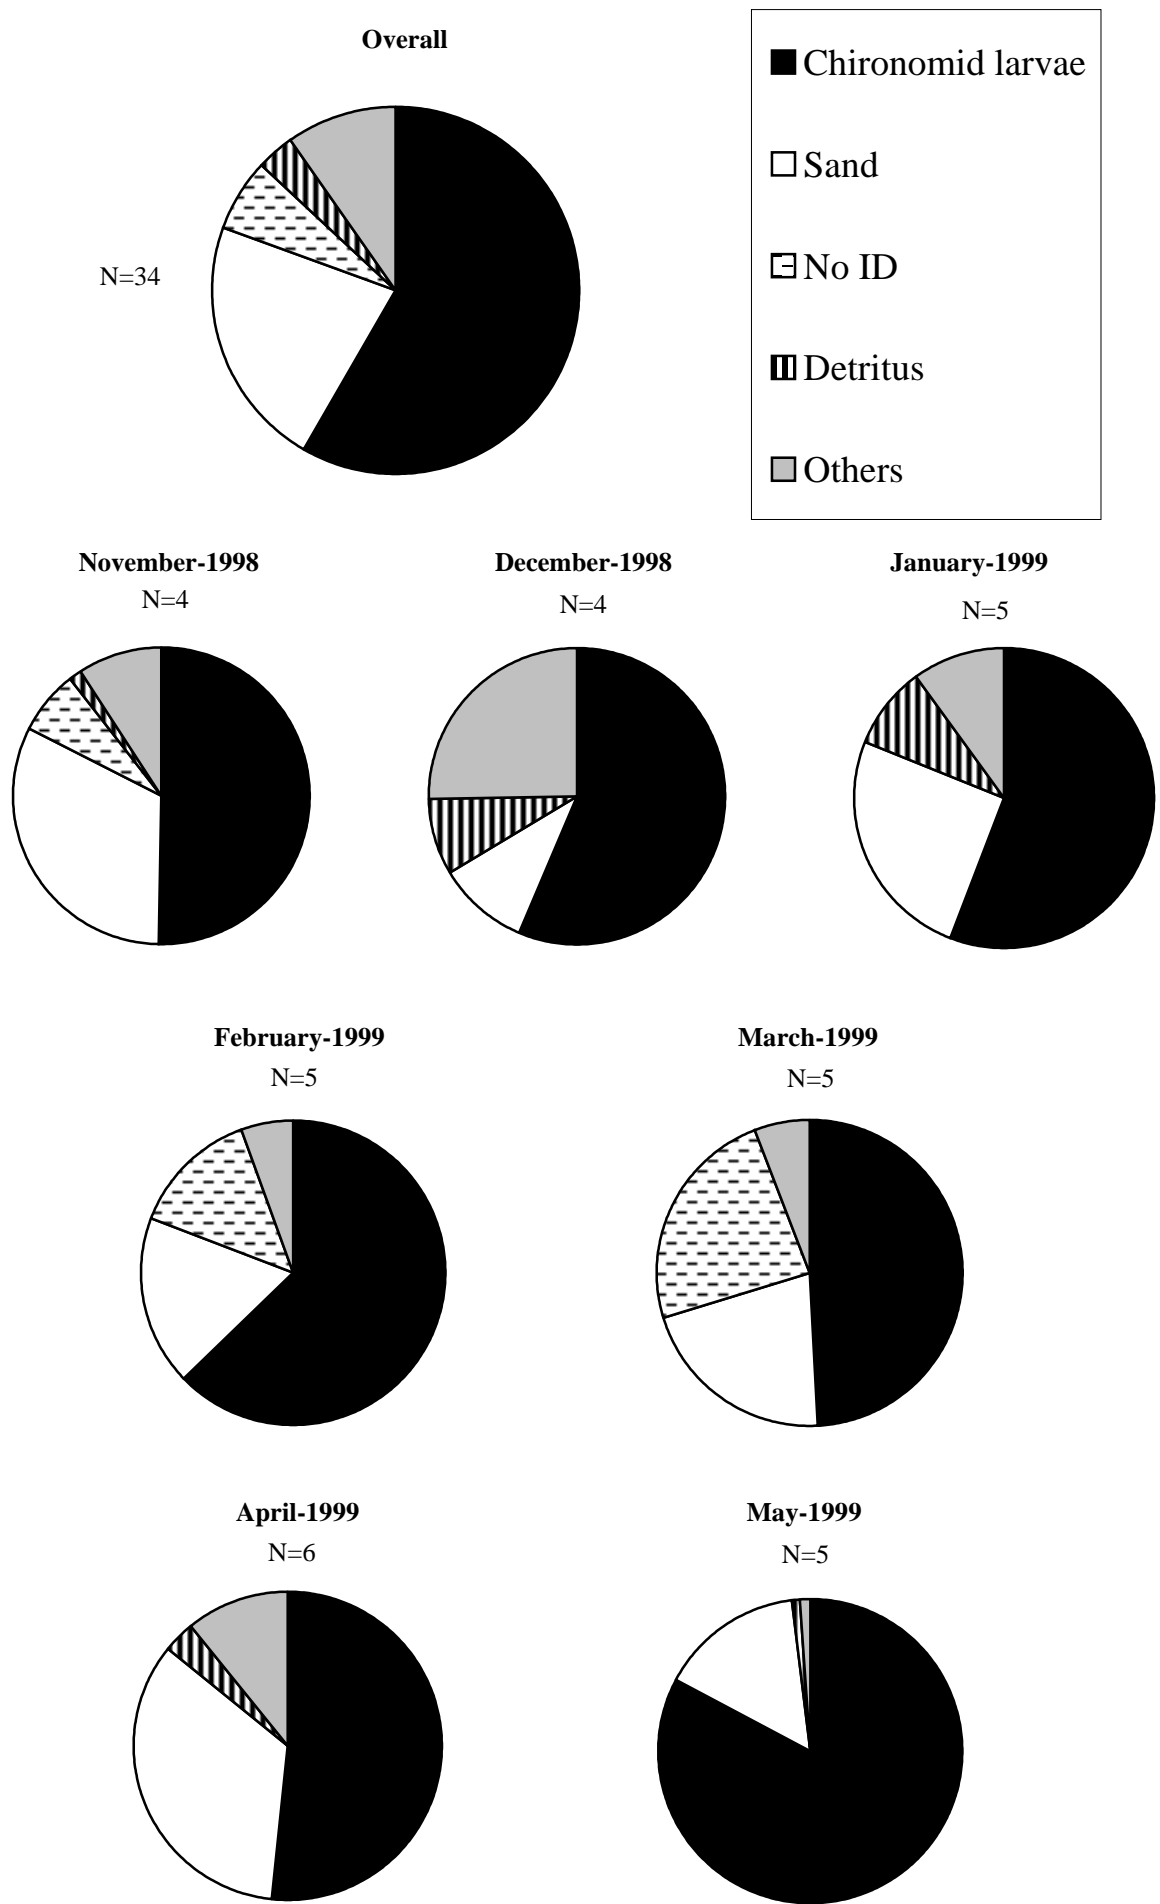 Overall
Chironomid larvae
Sand
No ID
Detritus
Others
N=34
November-1998
N=4
December-1998
N=4
January-1999
N=5
February-1999
N=5
March-1999
N=5
April-1999
N=6
May-1999
N=5